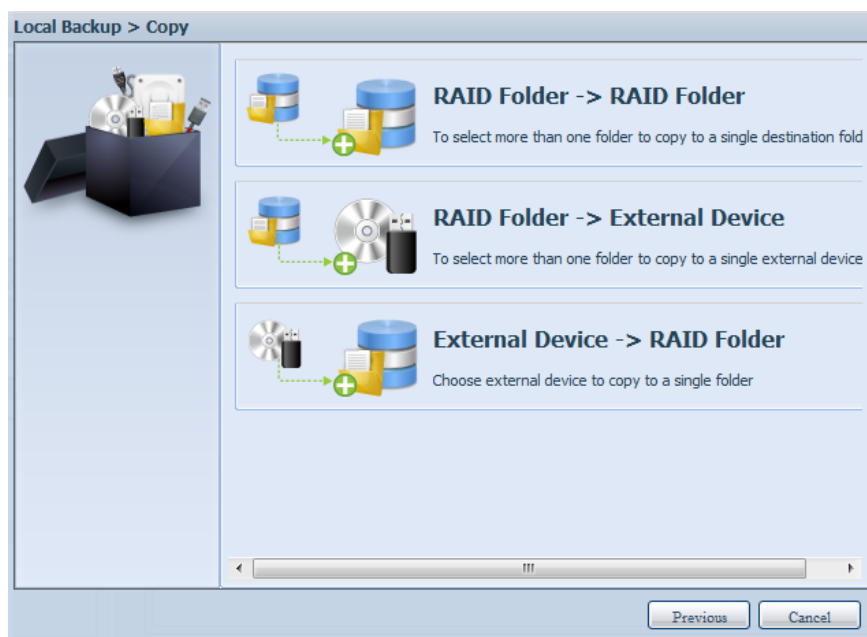 Local Backup > Copy
RAID Folder -> RAID Folder
To select more than one folder to copy to a single destination fold
RAID Folder -> External Device
To select more than one folder to copy to a single external device
External Device -> RAID Folder
Choose external device to copy to a single folder
Previous
Cancel